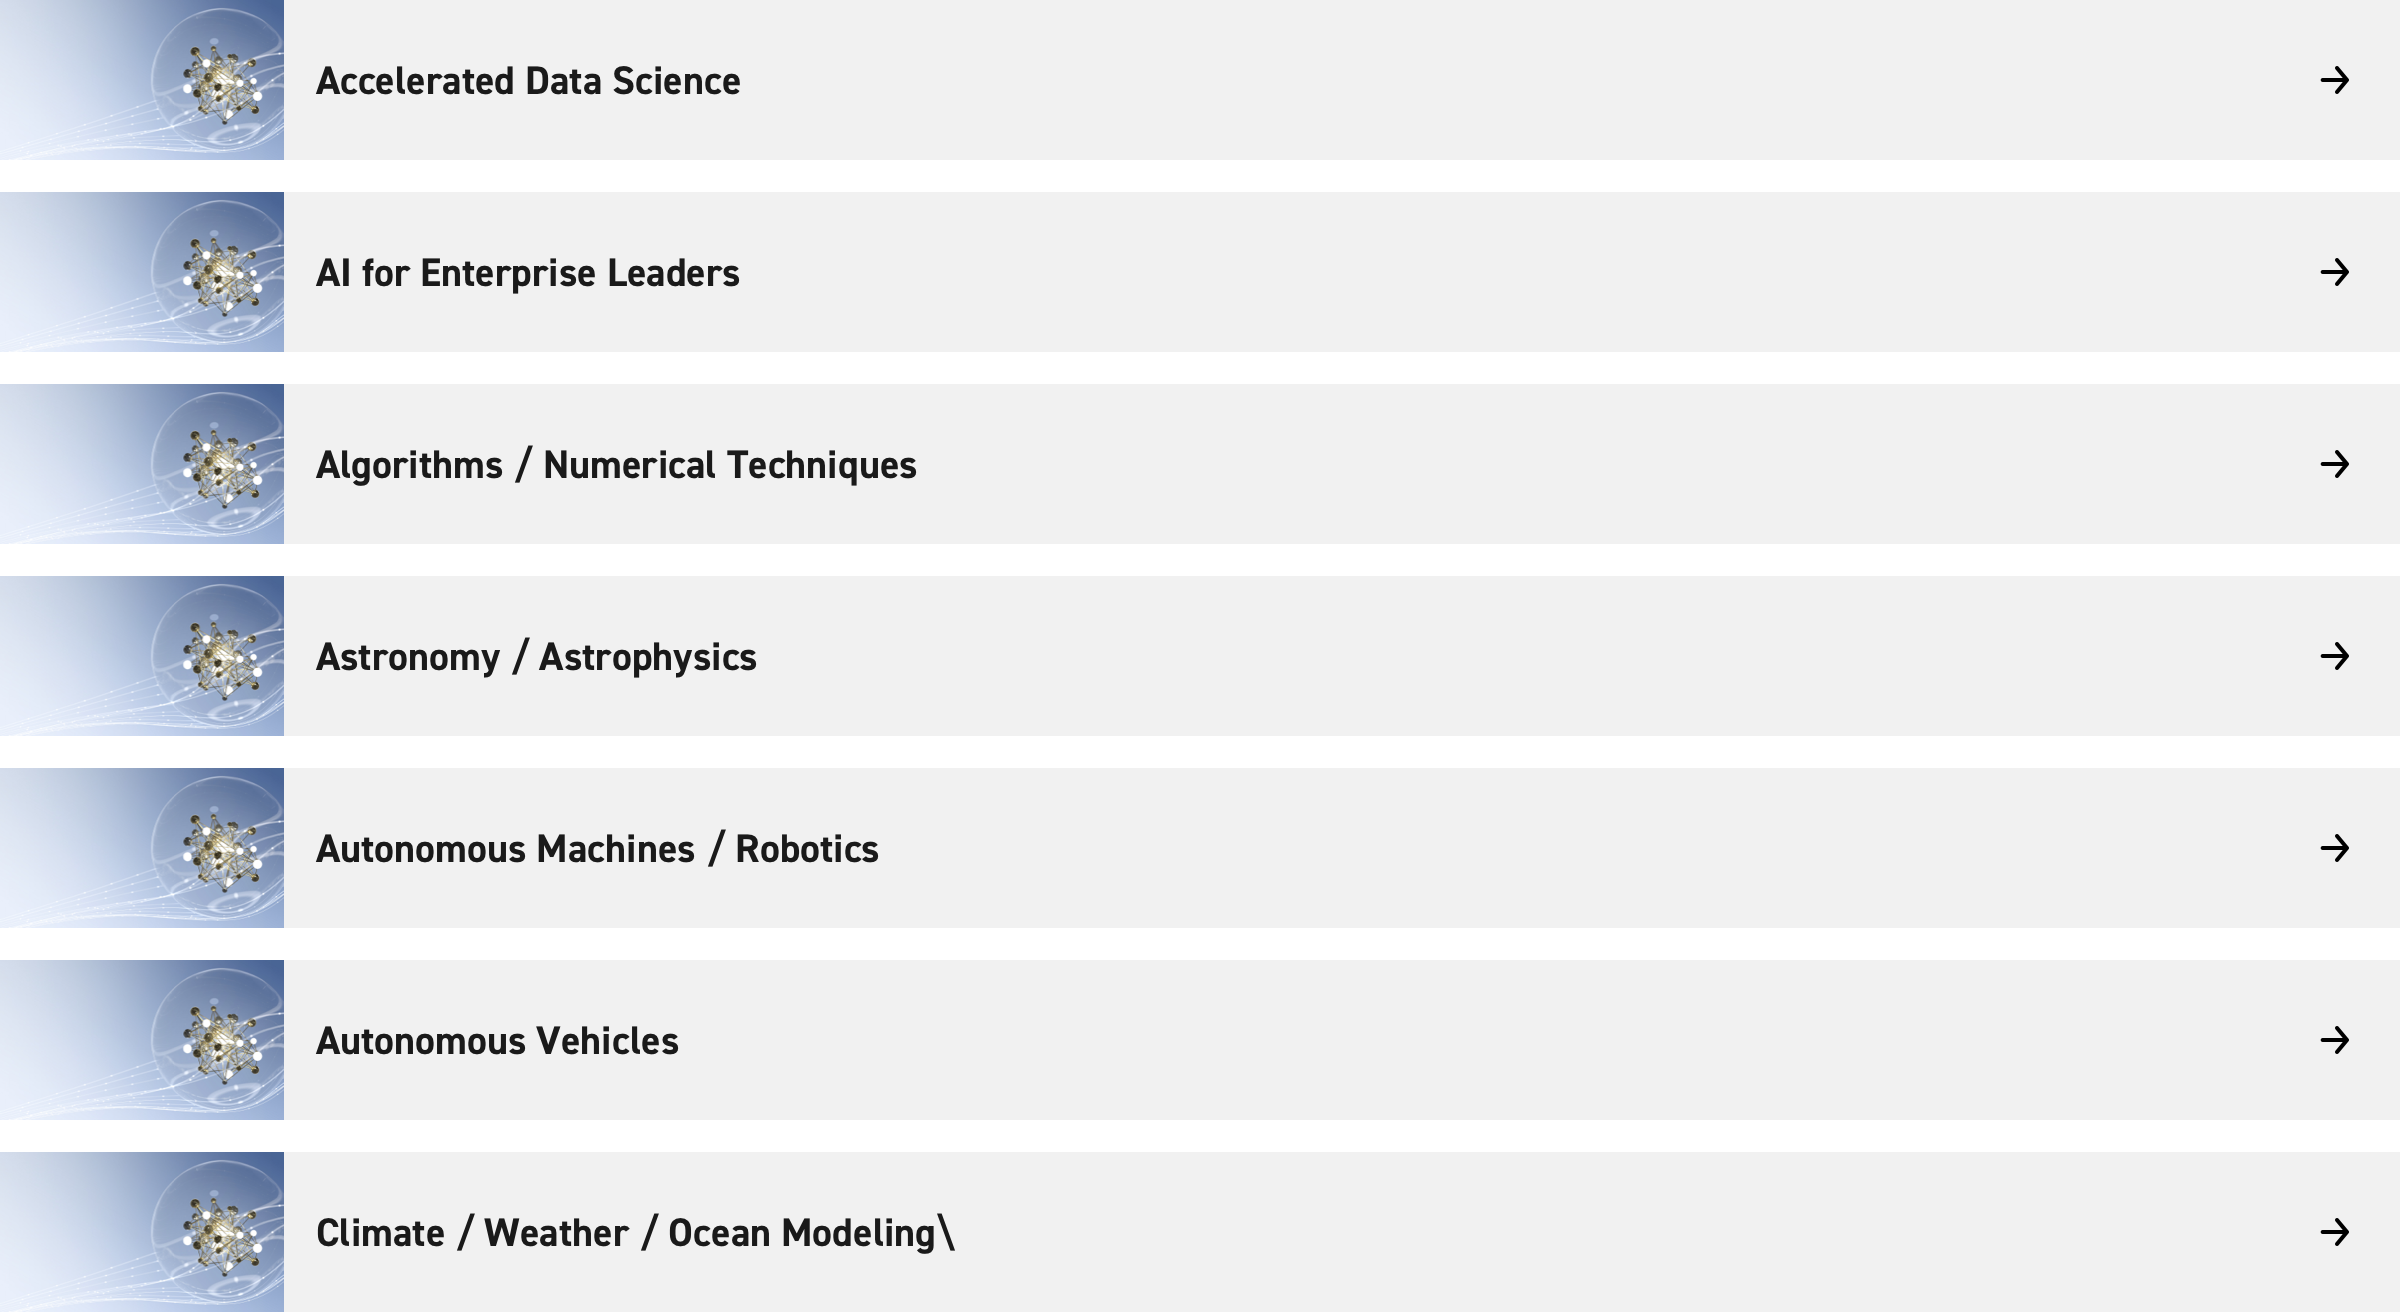 Accelerated Data Science
AI for Enterprise Leaders
Algorithms / Numerical Techniques
Astronomy / Astrophysics
Autonomous Machines / Robotics
Autonomous Vehicles
Climate / Weather / Ocean Modeling\